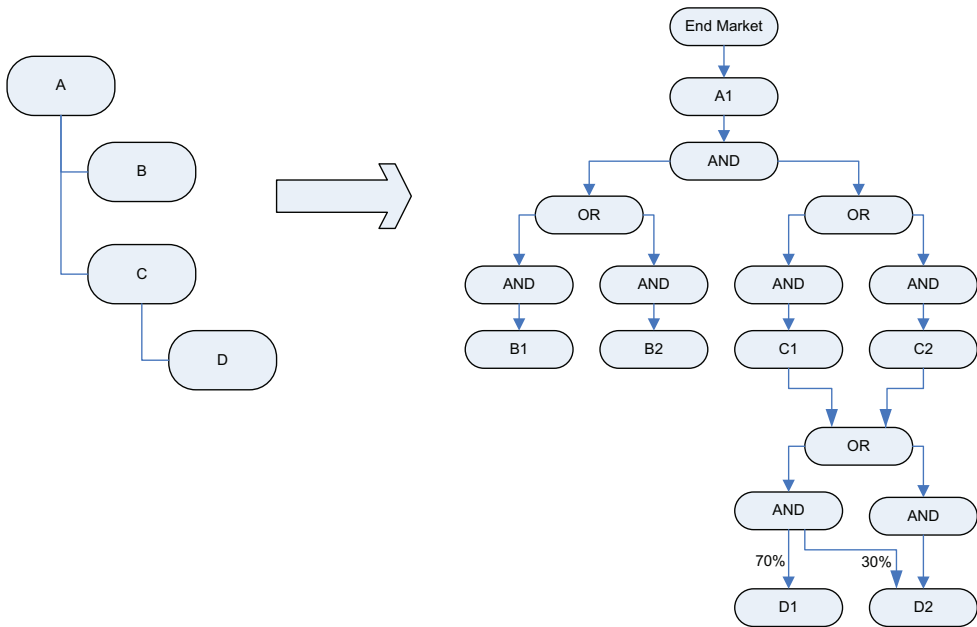 A
B
C
D
End Market
A1
AND
OR
OR
AND
AND
AND
AND
B1
B2
C1
C2
OR
AND
AND
70%
30%
D1
D2